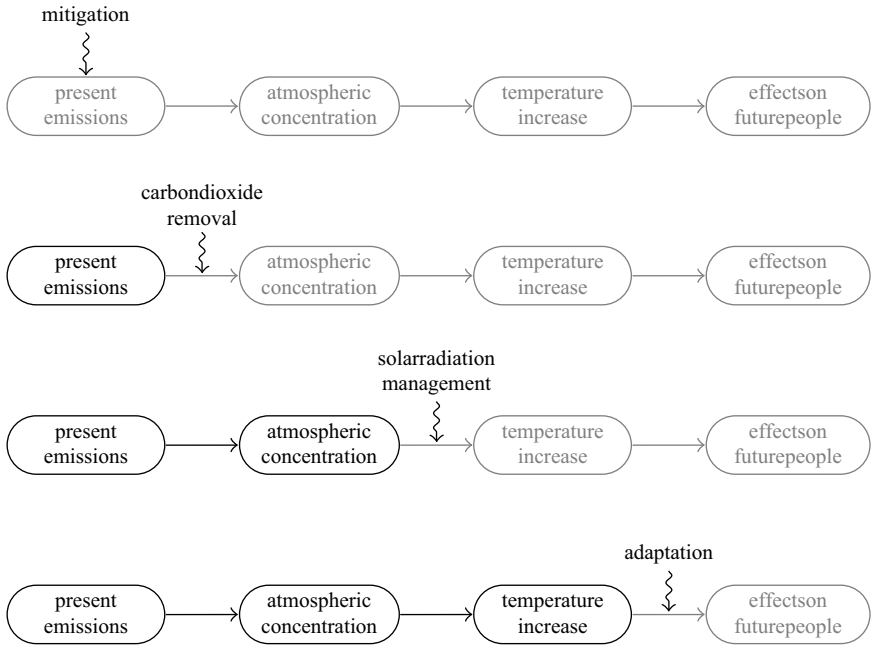 mitigation
present
emissions
atmospheric
concentration
temperature
increase
effectson
futurepeople
carbondioxide
removal
present
emissions
atmospheric
concentration
temperature
increase
effectson
futurepeople
solarradiation
management
present
emissions
atmospheric
concentration
temperature
increase
effectson
futurepeople
adaptation
present
emissions
atmospheric
concentration
temperature
increase
effectson
futurepeople